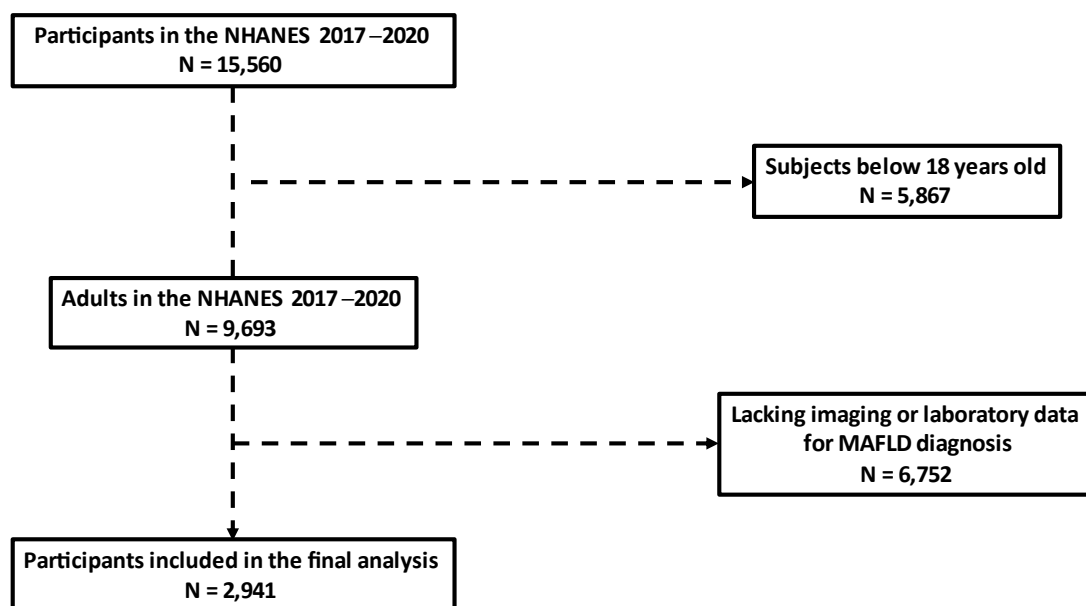 Participants in the NHANES 2017–2020
N = 15,560
Subjects below 18 years old
N = 5,867
Adults in the NHANES 2017–2020
N = 9,693
Lacking imaging or laboratory data
for MAFLD diagnosis
N = 6,752
Participants included in the final analysis
N = 2,941